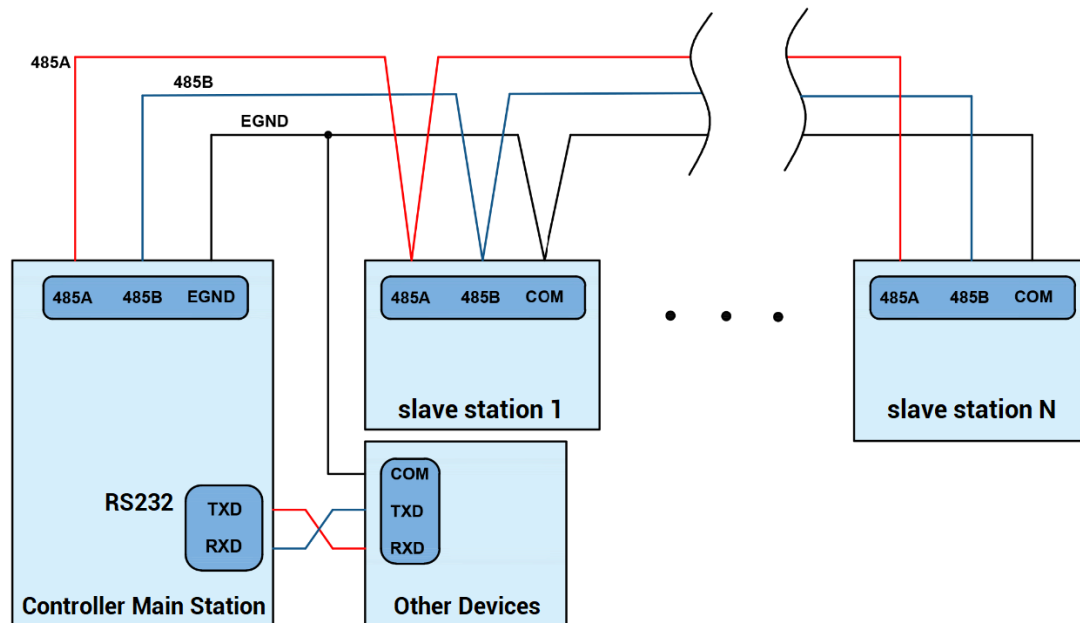 485A
485B
EGND
485A 485B EGND
485A 485B COM
485A 485B COM
slave station 1
slave station N
COM
RS232
TXD
RXD
TXD
RXD
Controller Main Station
Other Devices